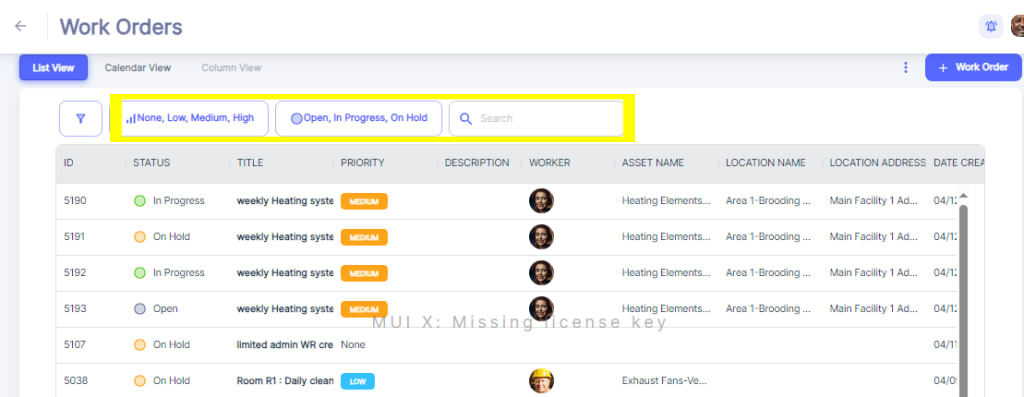 Work Orders
List View Calendar View Column View + Work Order
None, Low, Medium, High Open, In Progress, On Hold Search
ID STATUS TITLE PRIORITY DESCRIPTION WORKER ASSET NAME LOCATION NAME LOCATION ADDRESS DATE CREA
5190 In Progress weekly Heating syste MEDIUM Heating Elements... Area 1-Brooding ... Main Facility 1 Ad... 04/12
5191 On Hold weekly Heating syste MEDIUM Heating Elements... Area 1-Brooding ... Main Facility 1 Ad... 04/12
5192 In Progress weekly Heating syste MEDIUM Heating Elements... Area 1-Brooding ... Main Facility 1 Ad... 04/12
5193 Open weekly Heating syste MEDIUM Heating Elements... Area 1-Brooding ... Main Facility 1 Ad... 04/12
MUI X: Missing license key
5107 On Hold limited admin WR cre None 04/11
5038 On Hold Room R1 : Daily clean LOW Exhaust Fans-Ve... 04/0